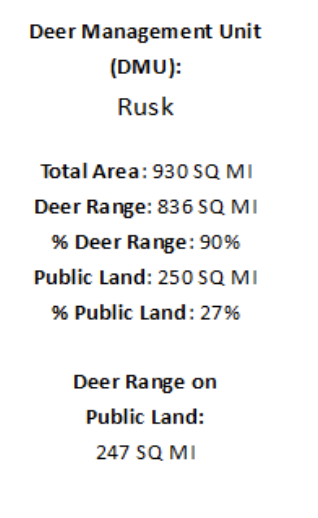 Deer Management Unit
(DMU):
Rusk
Total Area: 930 SQ MI
Deer Range: 836 SQ MI
% Deer Range: 90%
Public Land: 250 SQ MI
% Public Land: 27%
Deer Range on
Public Land:
247 SQ MI